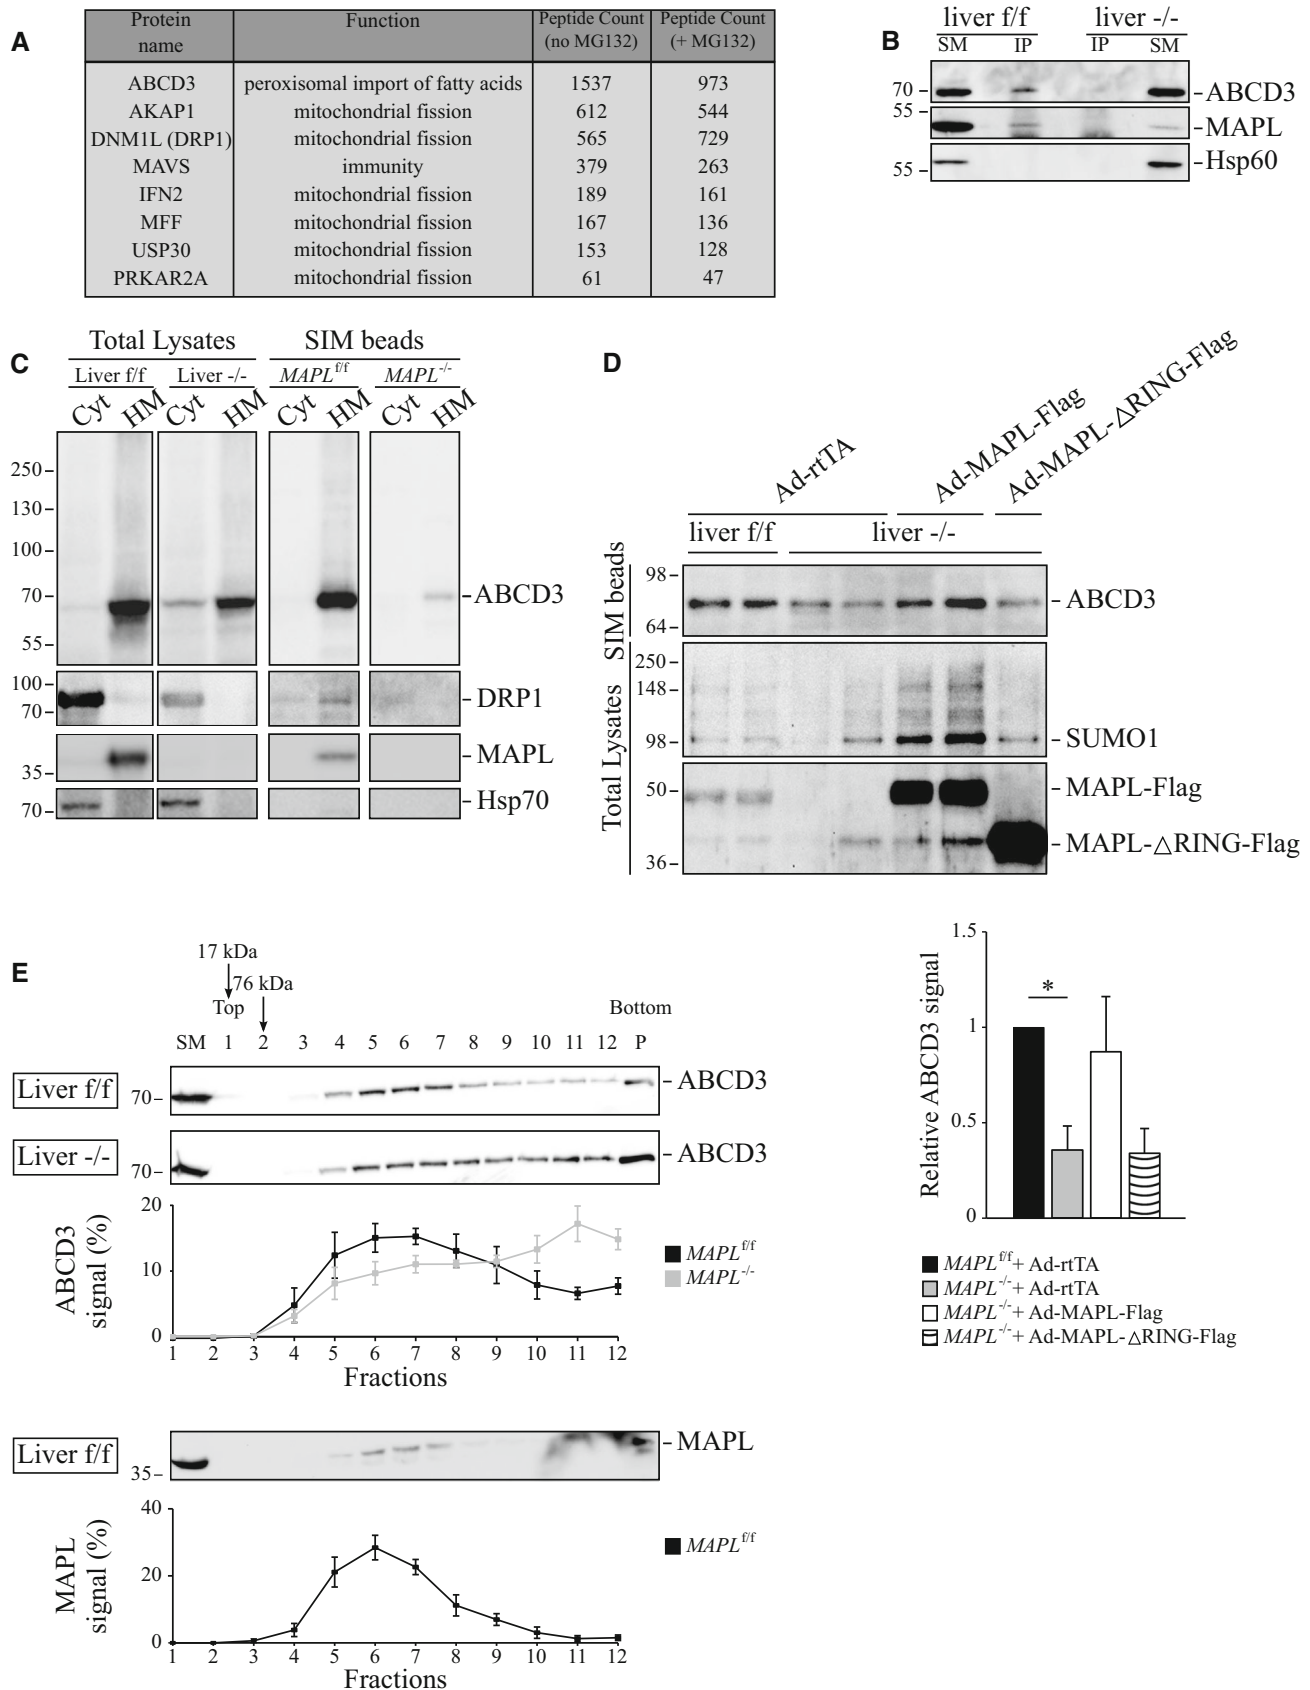 A
Protein name	Function	Peptide Count (no MG132)	Peptide Count (+ MG132)
ABCD3	peroxisomal import of fatty acids	1537	973
AKAP1	mitochondrial fission	612	544
DNM1L (DRP1)	mitochondrial fission	565	729
MAVS	immunity	379	263
IFN2	mitochondrial fission	189	161
MFF	mitochondrial fission	167	136
USP30	mitochondrial fission	153	128
PRKAR2A	mitochondrial fission	61	47
B
liver f/f liver -/-
SM IP IP SM
70 ABCD3
55 MAPL
55 Hsp60
C
Total Lysates SIM beads
Liver f/f Liver -/- MAPL f/f MAPL -/-
Cyt HM Cyt HM Cyt HM Cyt HM
250
130
100
70 ABCD3
55
100
70 DRP1
MAPL
35
70 Hsp70
D
Ad-rtTA Ad-MAPL-Flag Ad-MAPL-△RING-Flag
liver f/f liver -/-
SIM beads
98
ABCD3
64
Total Lysates
250
148
98 SUMO1
50 MAPL-Flag
MAPL-△RING-Flag
36
Relative ABCD3 signal
1.5
1
0.5
0
*
MAPL f/f + Ad-rtTA
MAPL -/- + Ad-rtTA
MAPL -/- + Ad-MAPL-Flag
MAPL -/- + Ad-MAPL-△RING-Flag
E
17 kDa
76 kDa
Top Bottom
SM 1 2 3 4 5 6 7 8 9 10 11 12 P
Liver f/f 70 ABCD3
Liver -/- 70 ABCD3
ABCD3 signal (%)
20
10
0
1 2 3 4 5 6 7 8 9 10 11 12
Fractions
MAPL f/f
MAPL -/-
Liver f/f 35 MAPL
MAPL signal (%)
40
20
0
1 2 3 4 5 6 7 8 9 10 11 12
Fractions
MAPL f/f